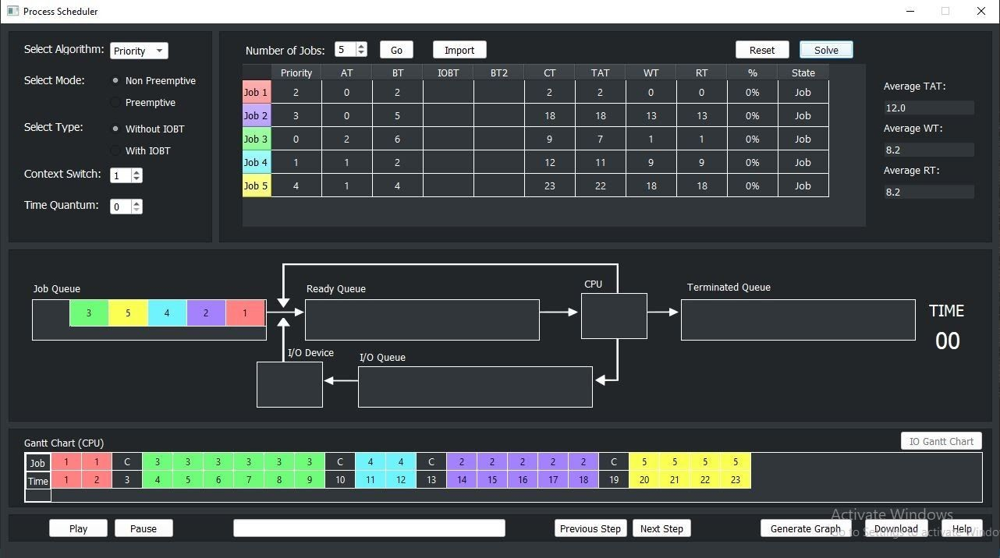 Process Scheduler
Select Algorithm: Priority
Select Mode: Non Preemptive
Preemptive
Select Type: Without IOBT
With IOBT
Context Switch: 1
Time Quantum: 0
Number of Jobs: 5 Go Import Reset Solve
Priority AT BT IOBT BT2 CT TAT WT RT % State
Job 1 2 0 2 2 2 0 0 0% Job
Job 2 3 0 5 18 18 13 13 0% Job
Job 3 0 2 6 9 7 1 1 0% Job
Job 4 1 1 2 12 11 9 9 0% Job
Job 5 4 1 4 23 22 18 18 0% Job
Average TAT:
12.0
Average WT:
8.2
Average RT:
8.2
Job Queue Ready Queue CPU Terminated Queue
3 5 4 2 1
TIME
00
I/O Device I/O Queue
Gantt Chart (CPU) IO Gantt Chart
Job 1 1 C 3 3 3 3 3 3 C 4 4 C 2 2 2 2 2 C 5 5 5 5
Time 1 2 3 4 5 6 7 8 9 10 11 12 13 14 15 16 17 18 19 20 21 22 23
Play Pause Previous Step Next Step Generate Graph Download Help
Activate Windows
Go to Settings to activate Windo